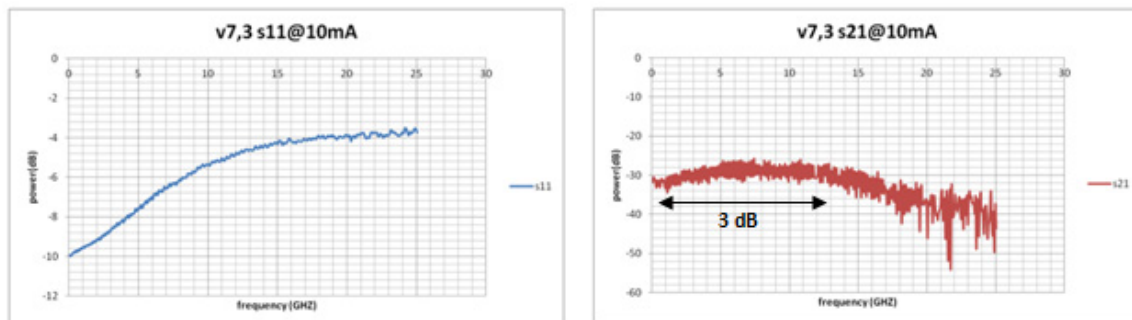 v7,3 s11@10mA
0
0 5 10 15 20 25 30
-2
-4
-6
-8
-10
-12
power(dB)
s11
frequency (GHZ)
v7,3 s21@10mA
0
0 5 10 15 20 25 30
-10
-20
-30
-40
-50
-60
power(dB)
3 dB
s21
frequency (GHZ)